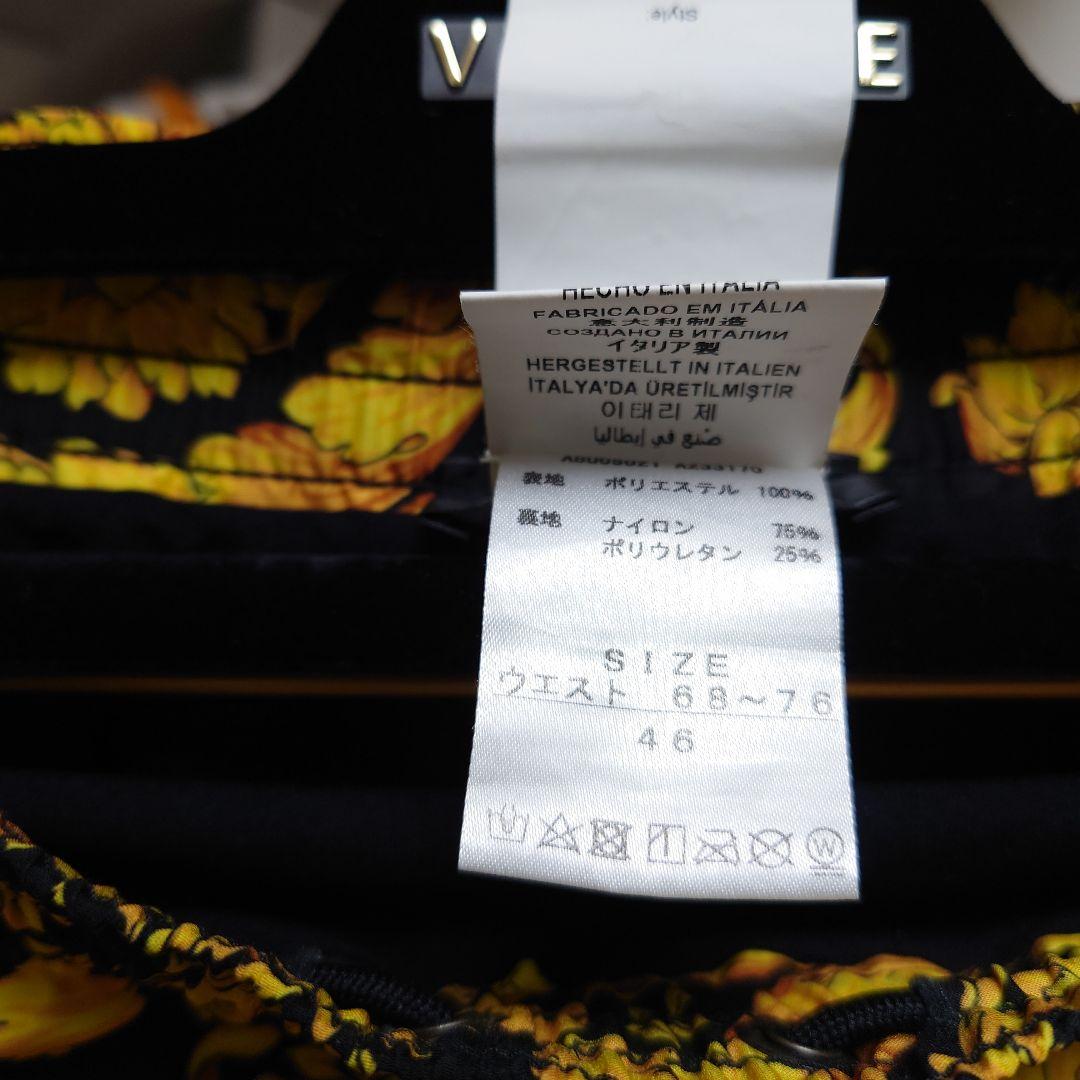 V
E
Style:
HECHO EN ITALIA
FABRICADO EM ITÁLIA
意大利制造
СОЗДАНО В ИТАЛИИ
イタリア製
HERGESTELLT IN ITALIEN
İTALYA'DA ÜRETİLMİŞTİR
이태리 제
صنع في إيطاليا
A233176
表地 ポリエステル 100%
裏地 ナイロン 75%
ポリウレタン 25%
SIZE
ウエスト 68~76
46
W